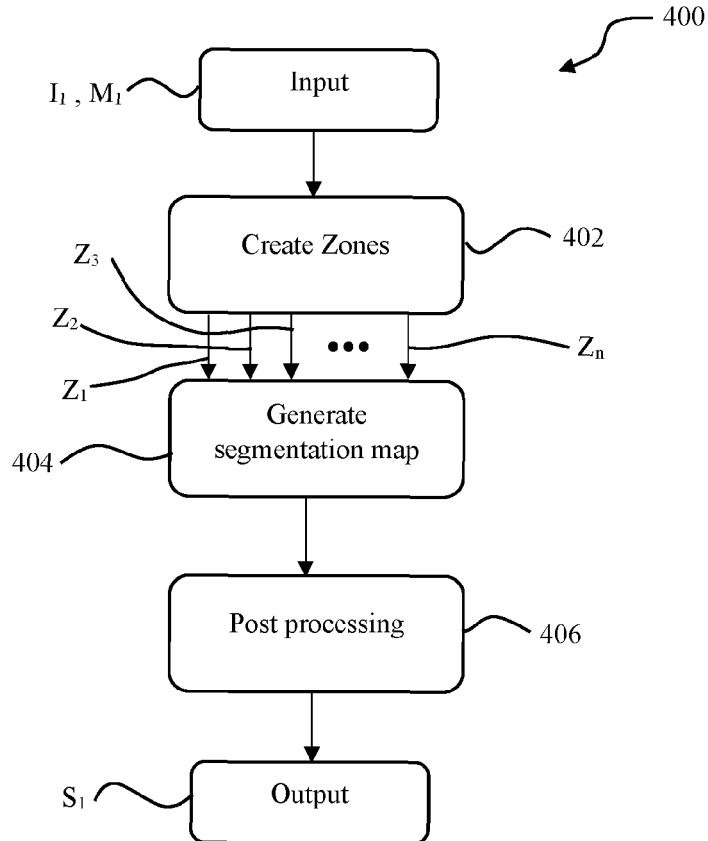 400
Input
I₁ , M₁
Create Zones
402
Z₃
Z₂
Z₁
•••
Zₙ
Generate
segmentation map
404
Post processing
406
Output
S₁